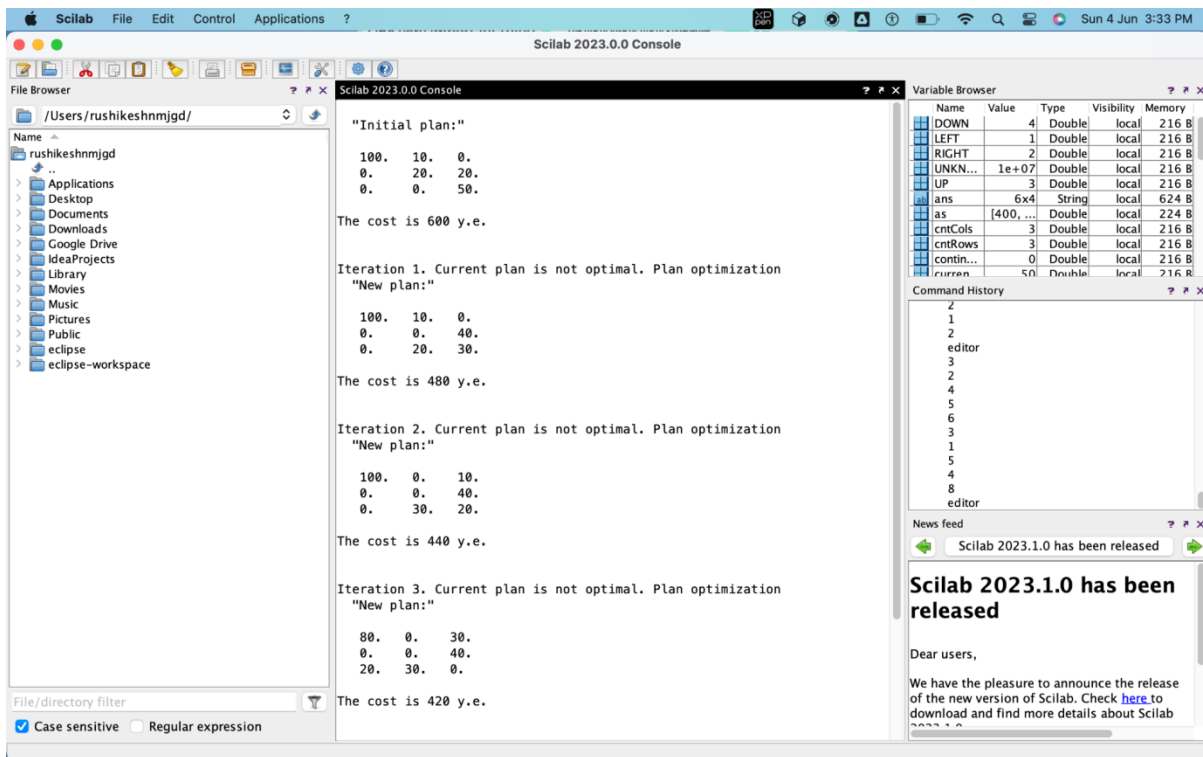 Scilab File Edit Control Applications ? Sun 4 Jun 3:33 PM
Scilab 2023.0.0 Console
File Browser ? ↗ X
/Users/rushikeshnmjgd/
Name
rushikeshnmjgd
..
Applications
Desktop
Documents
Downloads
Google Drive
IdeaProjects
Library
Movies
Music
Pictures
Public
eclipse
eclipse-workspace
File/directory filter
Case sensitive Regular expression
Scilab 2023.0.0 Console ? ↗ X
"Initial plan:"
100. 10. 0.
0. 20. 20.
0. 0. 50.
The cost is 600 y.e.
Iteration 1. Current plan is not optimal. Plan optimization
"New plan:"
100. 10. 0.
0. 0. 40.
0. 20. 30.
The cost is 480 y.e.
Iteration 2. Current plan is not optimal. Plan optimization
"New plan:"
100. 0. 10.
0. 0. 40.
0. 30. 20.
The cost is 440 y.e.
Iteration 3. Current plan is not optimal. Plan optimization
"New plan:"
80. 0. 30.
0. 0. 40.
20. 30. 0.
The cost is 420 y.e.
Variable Browser ? ↗ X
Name Value Type Visibility Memory
DOWN 4 Double local 216 B
LEFT 1 Double local 216 B
RIGHT 2 Double local 216 B
UNKN... 1e+07 Double local 216 B
UP 3 Double local 216 B
ans 6x4 String local 624 B
as [400, ... Double local 224 B
cntCols 3 Double local 216 B
cntRows 3 Double local 216 B
contin... 0 Double local 216 B
curren 50 Double local 216 B
Command History ? ↗ X
2
1
2
editor
3
2
4
5
6
3
1
5
4
8
editor
News feed ? ↗ X
Scilab 2023.1.0 has been released
Scilab 2023.1.0 has been
released
Dear users,
We have the pleasure to announce the release
of the new version of Scilab. Check here to
download and find more details about Scilab
2023.1.0